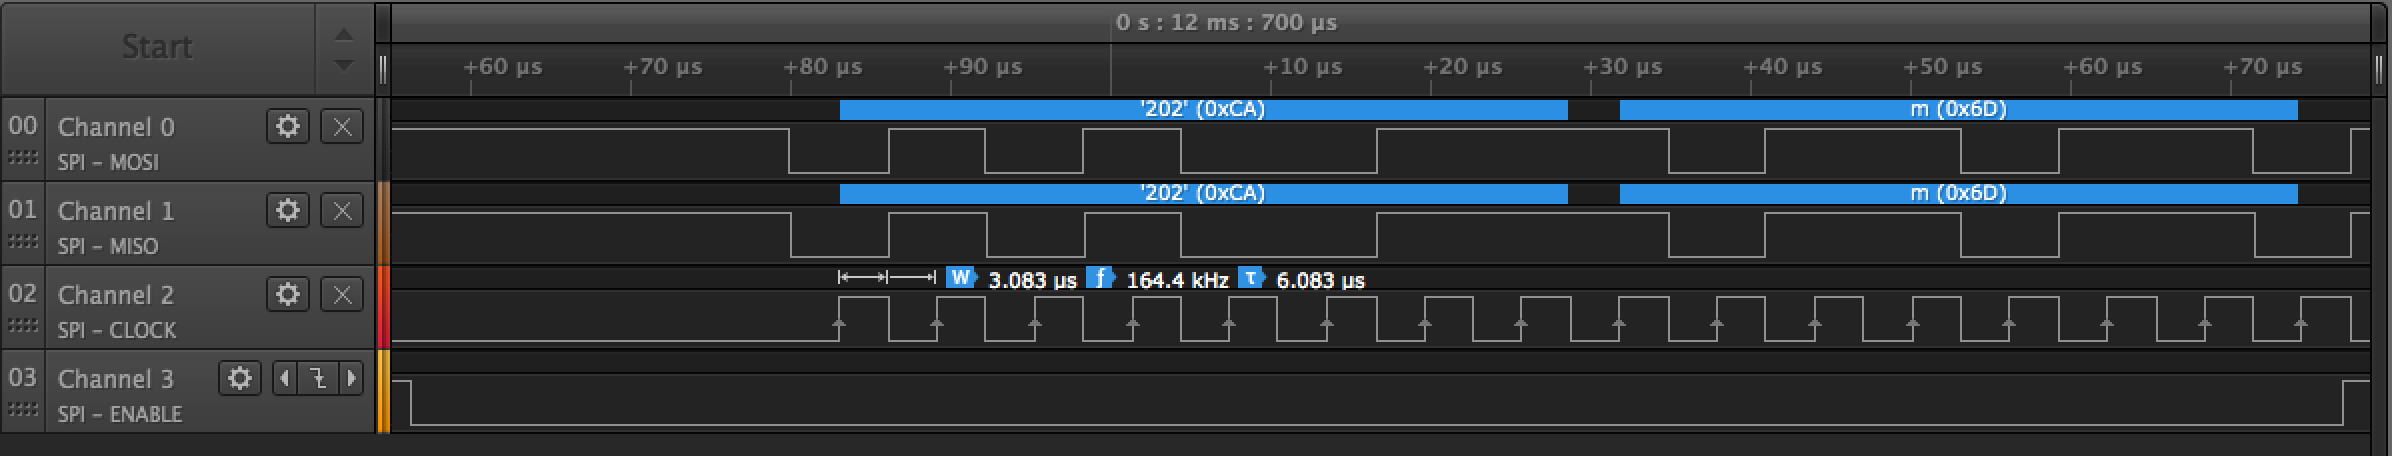 Start
0 s : 12 ms : 700 µs
+60 µs +70 µs +80 µs +90 µs +10 µs +20 µs +30 µs +40 µs +50 µs +60 µs +70 µs
00 Channel 0
SPI – MOSI
'202' (0xCA) m (0x6D)
01 Channel 1
SPI – MISO
'202' (0xCA) m (0x6D)
02 Channel 2
SPI – CLOCK
W 3.083 µs f 164.4 kHz τ 6.083 µs
03 Channel 3
SPI – ENABLE